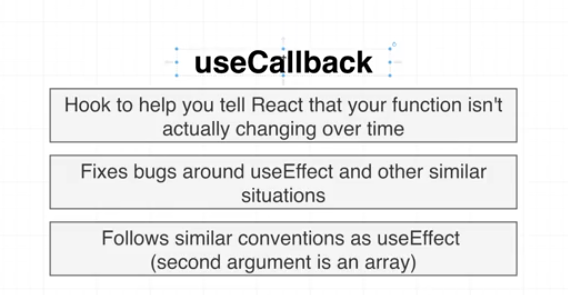 useCallback
Hook to help you tell React that your function isn't
actually changing over time
Fixes bugs around useEffect and other similar
situations
Follows similar conventions as useEffect
(second argument is an array)